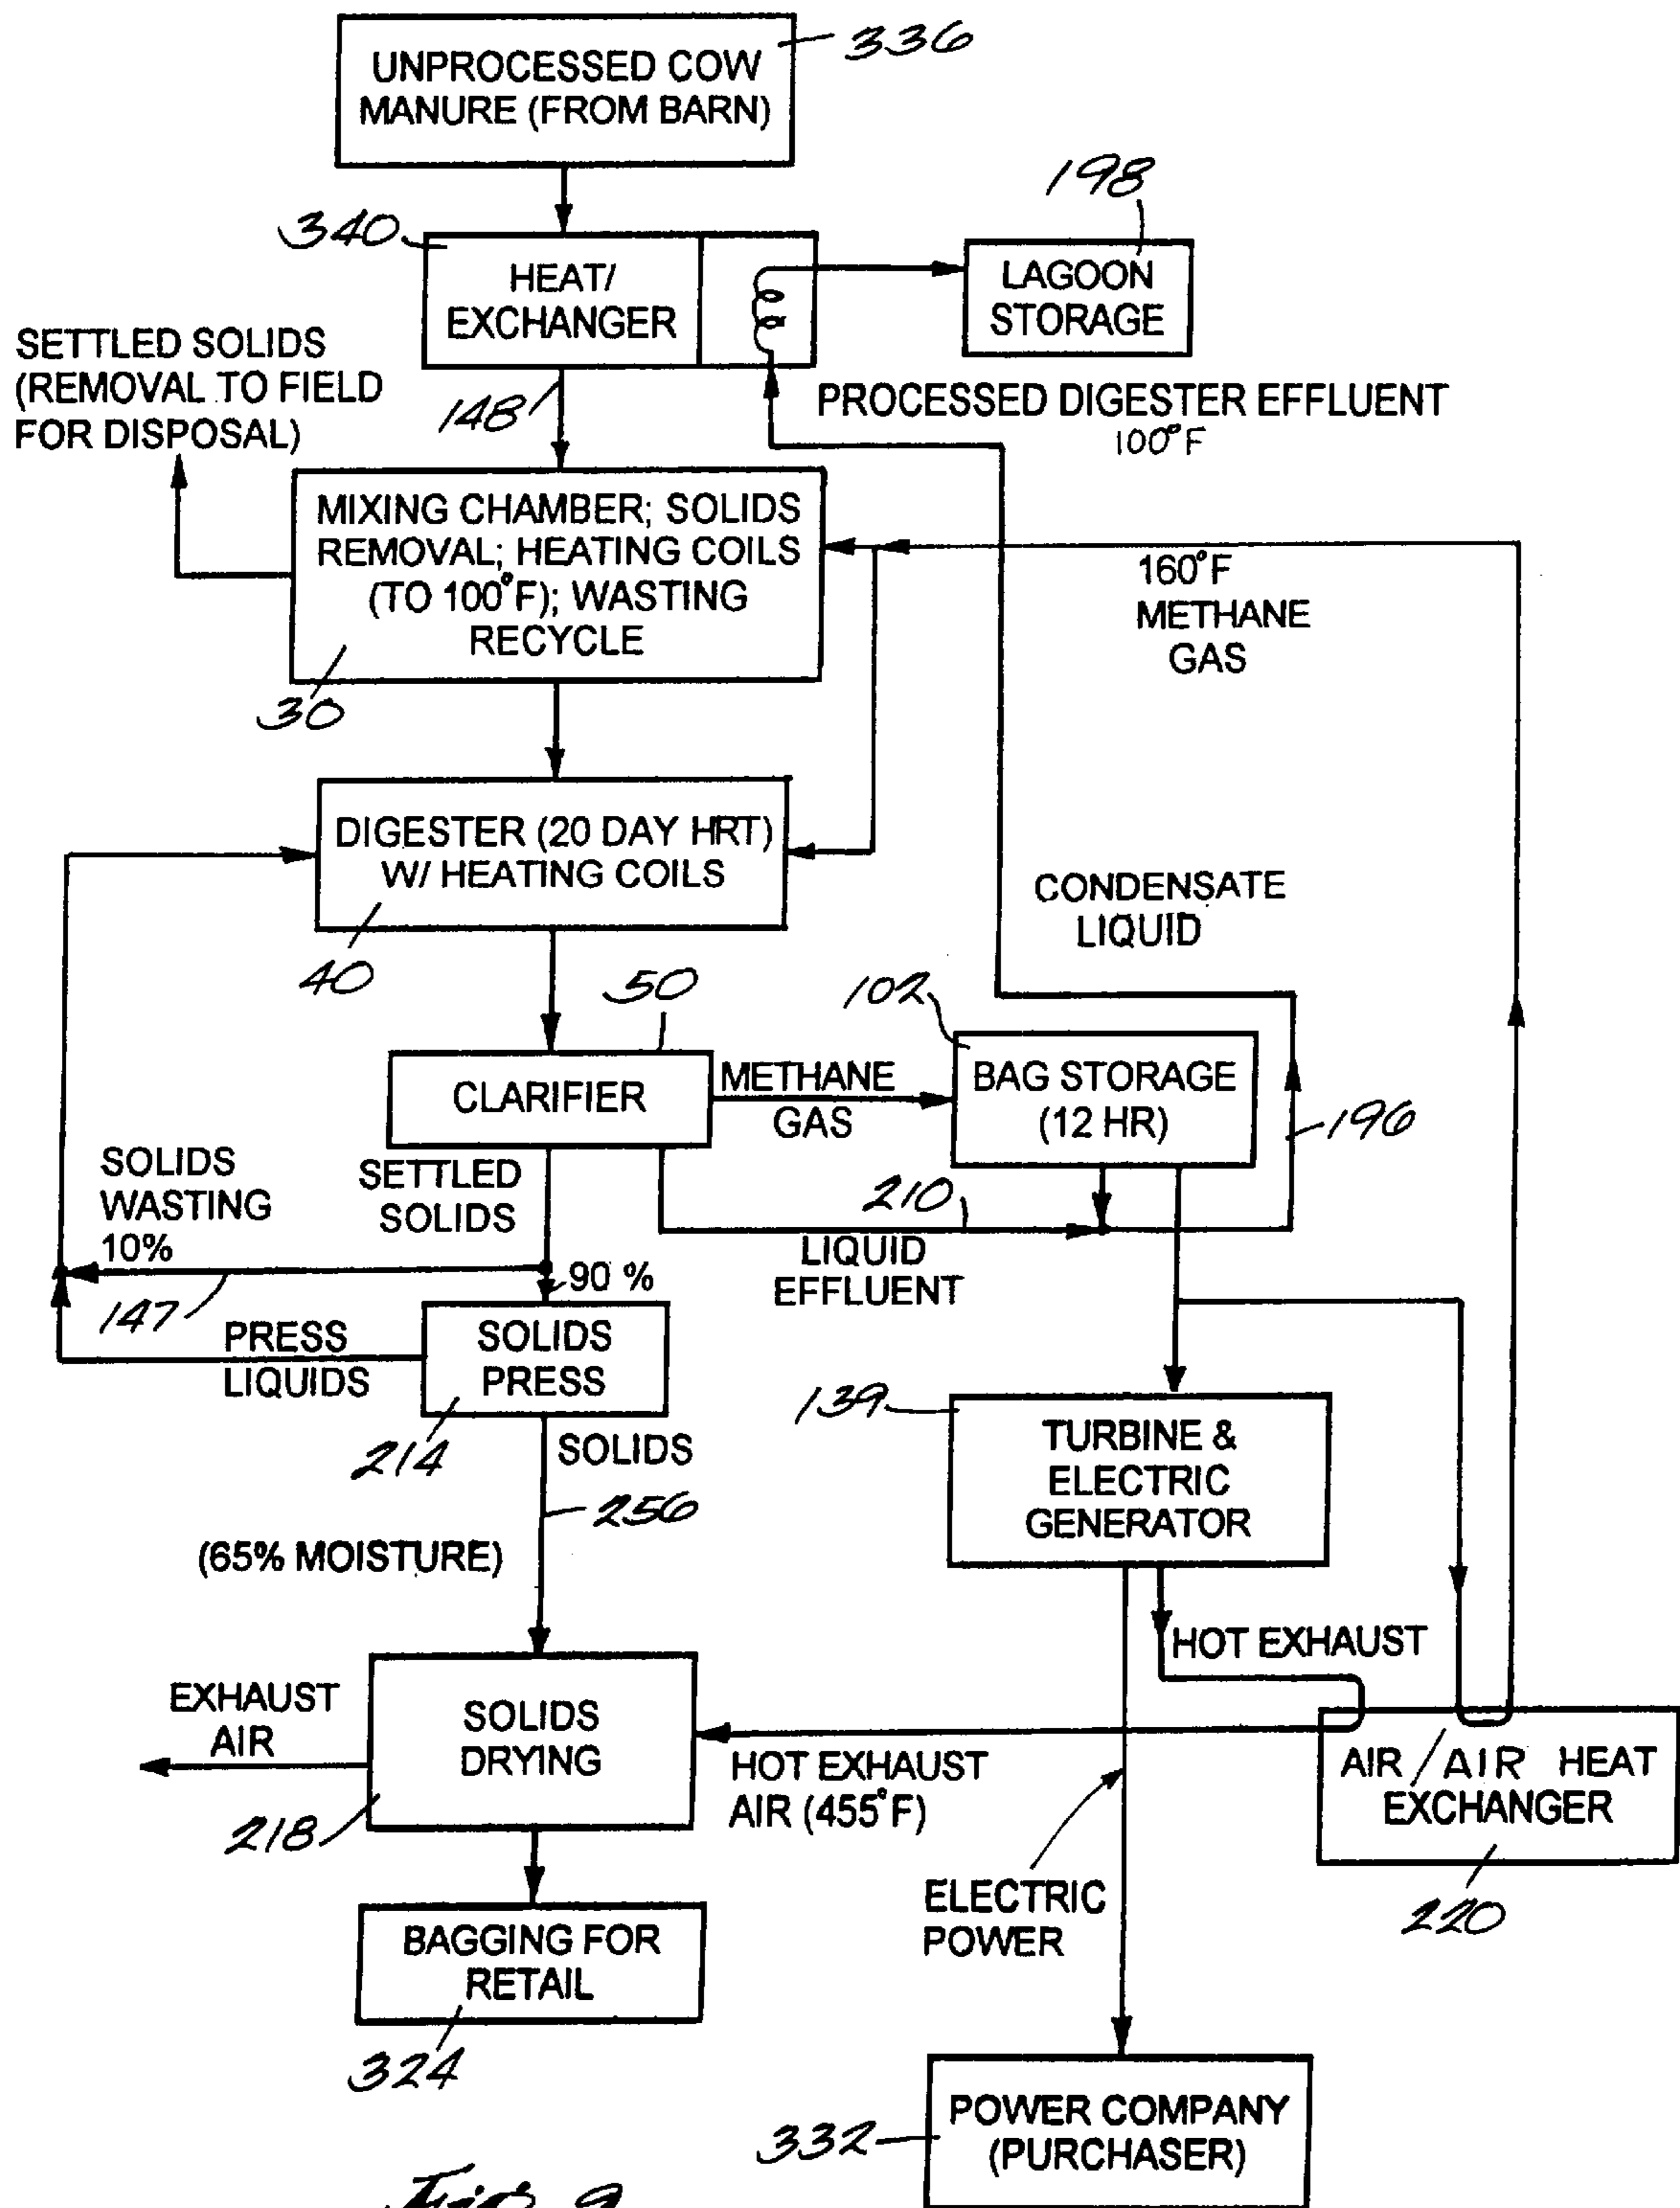 UNPROCESSED COW
MANURE (FROM BARN)
336
198
340
HEAT/
EXCHANGER
LAGOON
STORAGE
SETTLED SOLIDS
(REMOVAL TO FIELD
FOR DISPOSAL)
148
PROCESSED DIGESTER EFFLUENT
100°F
MIXING CHAMBER; SOLIDS
REMOVAL; HEATING COILS
(TO 100°F); WASTING
RECYCLE
30
160°F
METHANE
GAS
DIGESTER (20 DAY HRT)
W/ HEATING COILS
40
CONDENSATE
LIQUID
50
102
CLARIFIER
METHANE
GAS
BAG STORAGE
(12 HR)
196
SOLIDS
WASTING
10%
SETTLED
SOLIDS
210
LIQUID
EFFLUENT
90 %
147
PRESS
LIQUIDS
SOLIDS
PRESS
214
139
TURBINE &
ELECTRIC
GENERATOR
SOLIDS
256
(65% MOISTURE)
HOT EXHAUST
EXHAUST
AIR
SOLIDS
DRYING
218
HOT EXHAUST
AIR (455°F)
AIR / AIR HEAT
EXCHANGER
220
ELECTRIC
POWER
BAGGING FOR
RETAIL
324
POWER COMPANY
(PURCHASER)
332
Fig. 9